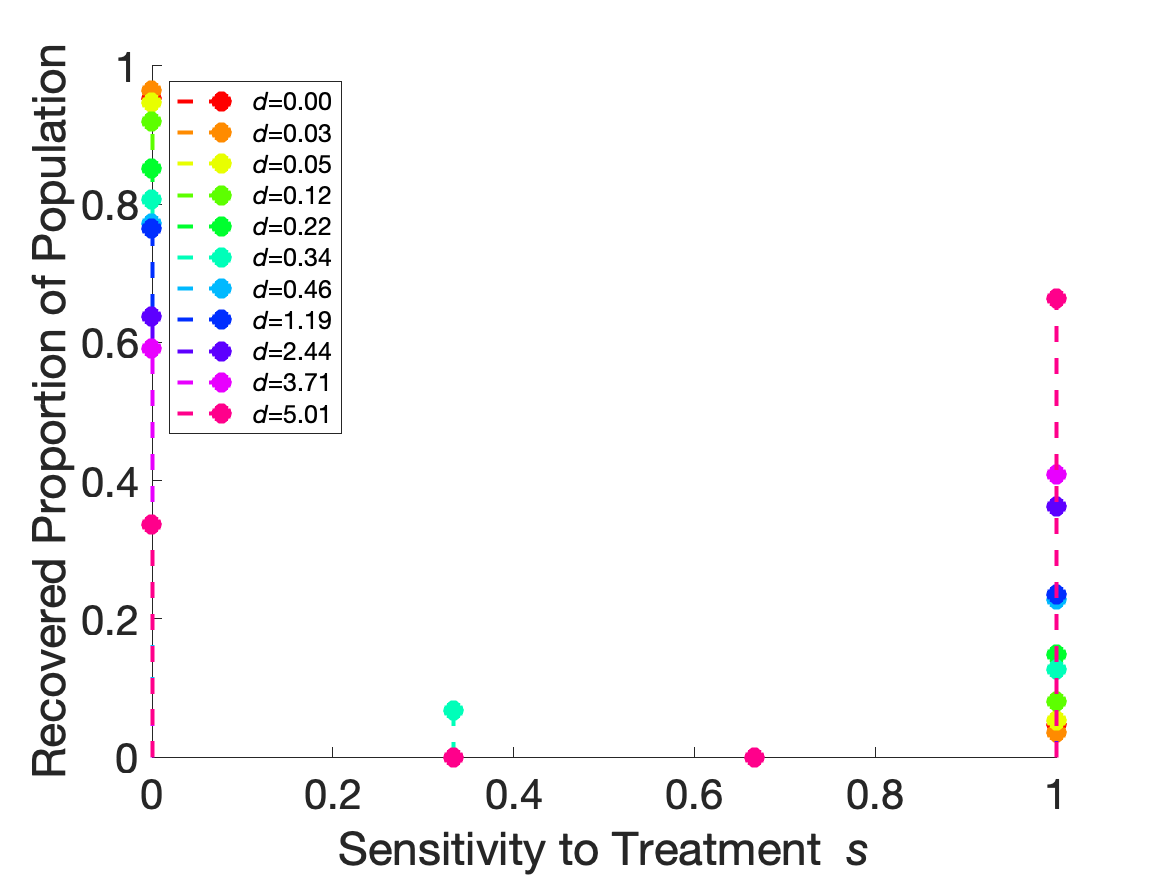 Recovered Proportion of Population
1
0.8
0.6
0.4
0.2
0
d=0.00
d=0.03
d=0.05
d=0.12
d=0.22
d=0.34
d=0.46
d=1.19
d=2.44
d=3.71
d=5.01
0 0.2 0.4 0.6 0.8 1
Sensitivity to Treatment s